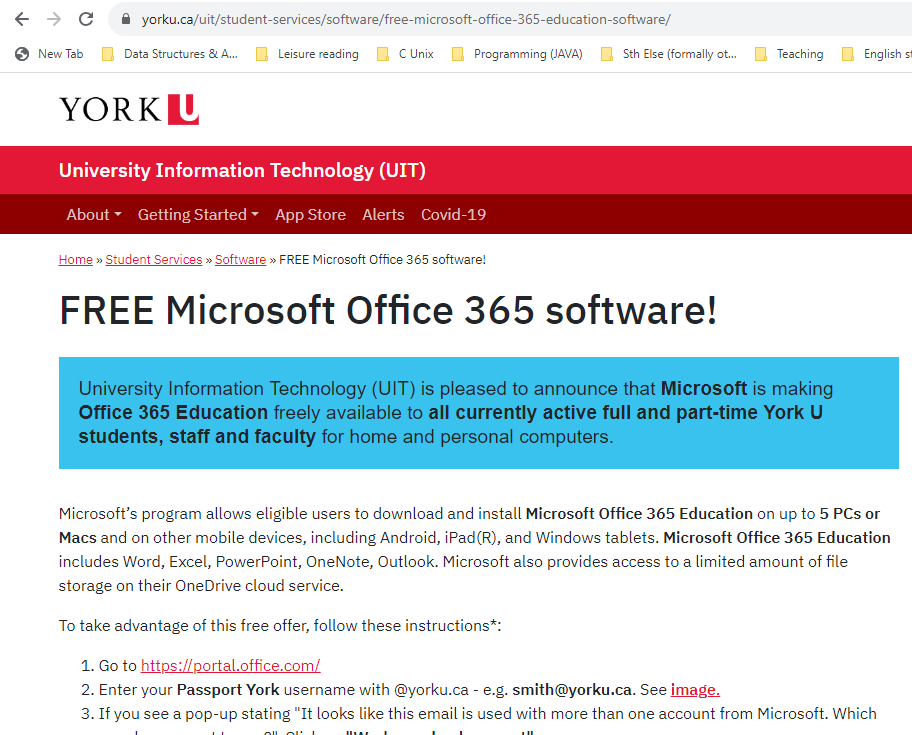 yorku.ca/uit/student-services/software/free-microsoft-office-365-education-software/
New Tab Data Structures & A... Leisure reading C Unix Programming (JAVA) Sth Else (formally ot... Teaching English st
YORK U
University Information Technology (UIT)
About Getting Started App Store Alerts Covid-19
Home » Student Services » Software » FREE Microsoft Office 365 software!
FREE Microsoft Office 365 software!
University Information Technology (UIT) is pleased to announce that Microsoft is making
Office 365 Education freely available to all currently active full and part-time York U
students, staff and faculty for home and personal computers.
Microsoft's program allows eligible users to download and install Microsoft Office 365 Education on up to 5 PCs or
Macs and on other mobile devices, including Android, iPad(R), and Windows tablets. Microsoft Office 365 Education
includes Word, Excel, PowerPoint, OneNote, Outlook. Microsoft also provides access to a limited amount of file
storage on their OneDrive cloud service.
To take advantage of this free offer, follow these instructions*:
1. Go to https://portal.office.com/
2. Enter your Passport York username with @yorku.ca - e.g. smith@yorku.ca. See image.
3. If you see a pop-up stating "It looks like this email is used with more than one account from Microsoft. Which